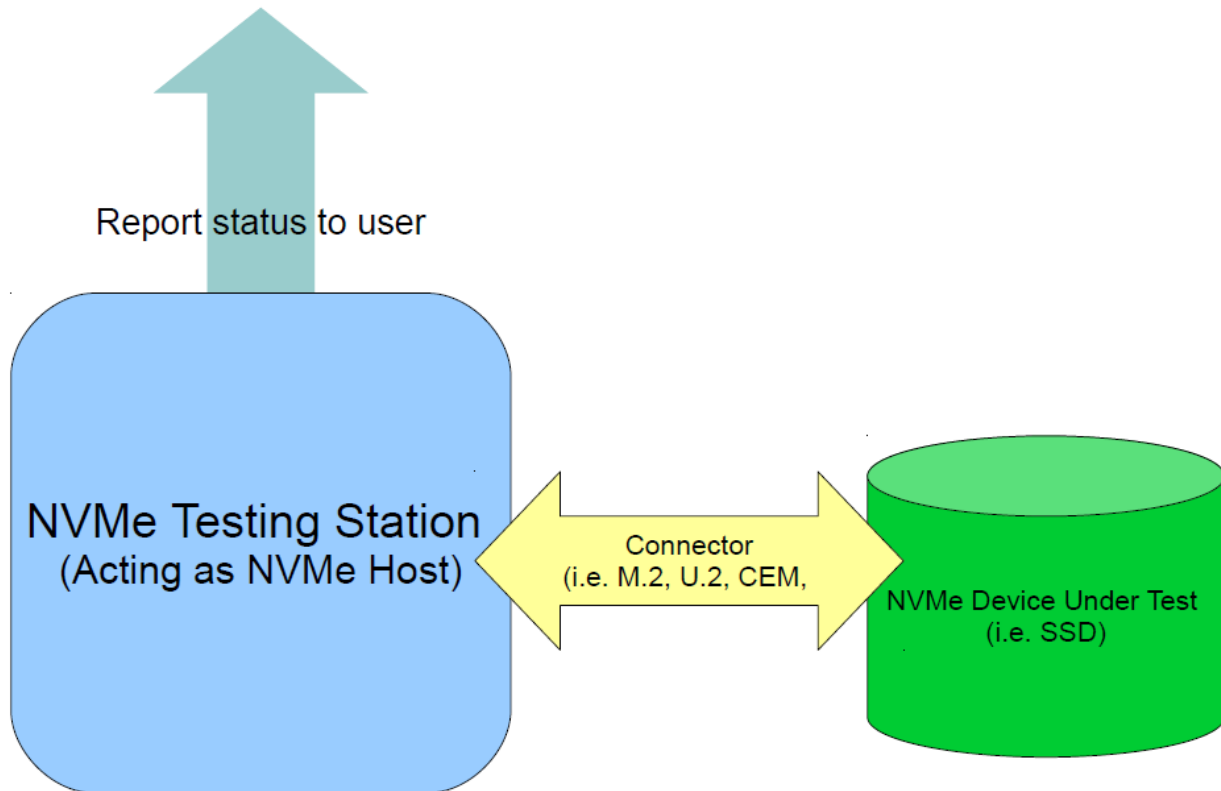 Report status to user
NVMe Testing Station
(Acting as NVMe Host)
Connector
(i.e. M.2, U.2, CEM,
NVMe Device Under Test
(i.e. SSD)